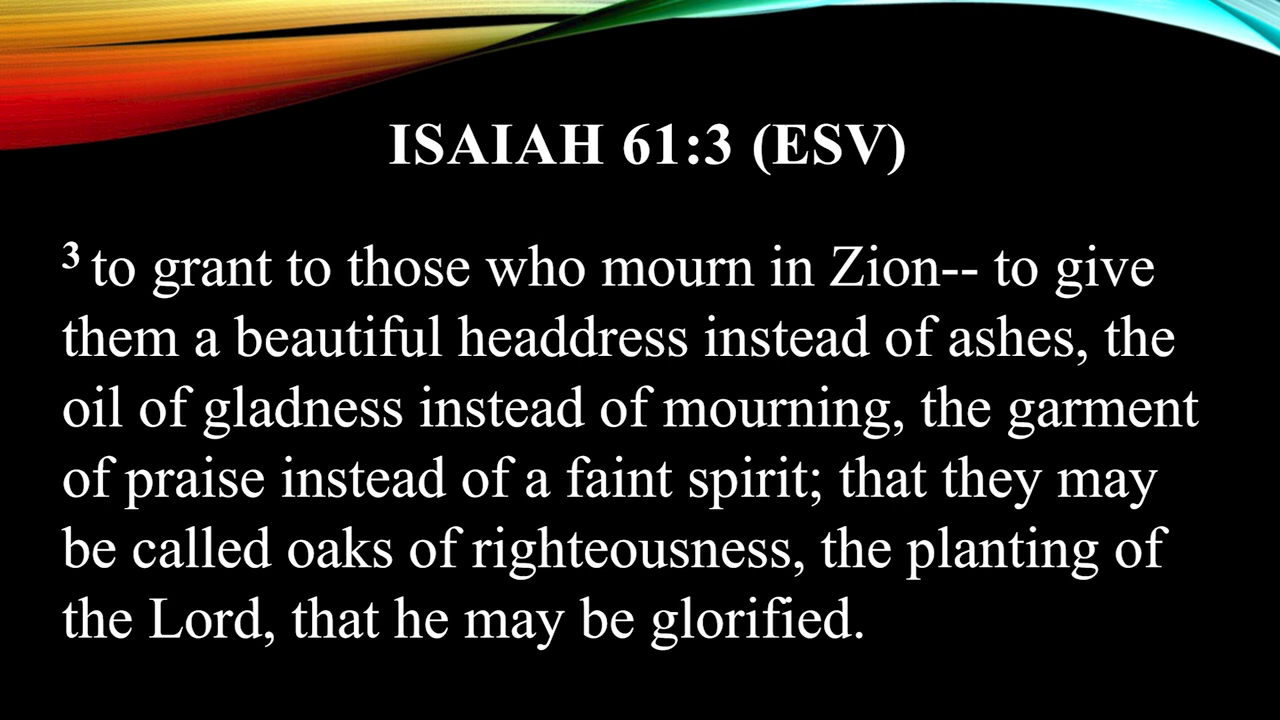 ISAIAH 61:3 (ESV)
3 to grant to those who mourn in Zion-- to give
them a beautiful headdress instead of ashes, the
oil of gladness instead of mourning, the garment
of praise instead of a faint spirit; that they may
be called oaks of righteousness, the planting of
the Lord, that he may be glorified.